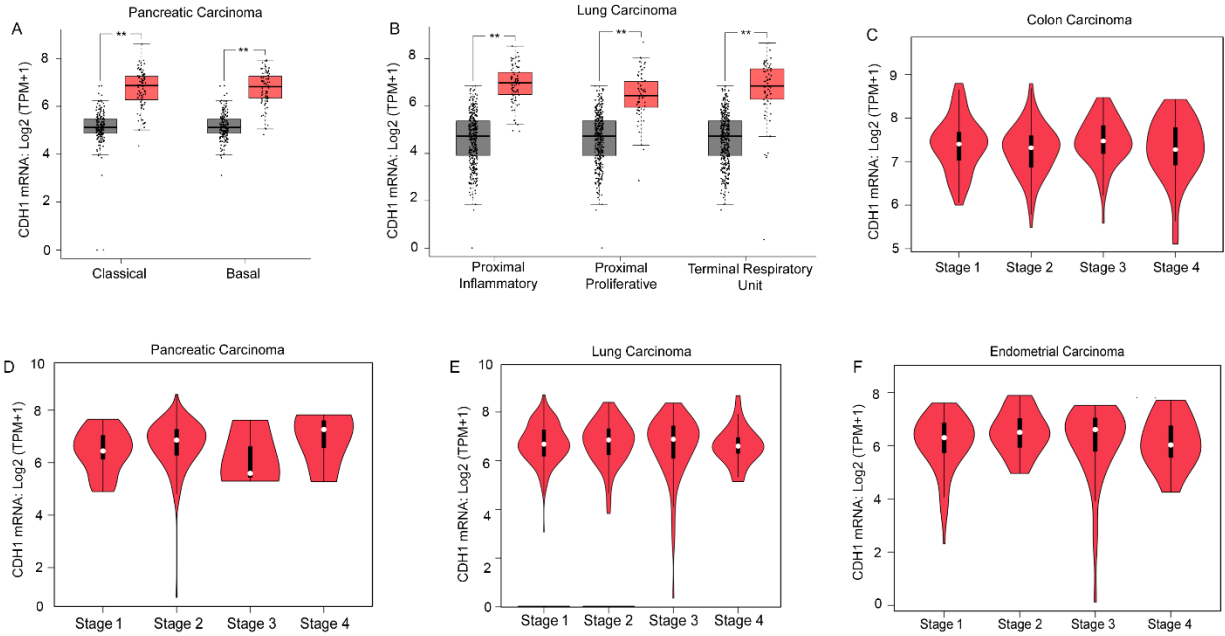 Pancreatic Carcinoma
A
CDH1 mRNA: Log2 (TPM+1)
8
6
4
2
0
**
**
Classical
Basal
Lung Carcinoma
B
CDH1 mRNA: Log2 (TPM+1)
8
6
4
2
0
**
**
**
Proximal
Inflammatory
Proximal
Proliferative
Terminal Respiratory
Unit
Colon Carcinoma
C
CDH1 mRNA: Log2 (TPM+1)
9
8
7
6
5
Stage 1
Stage 2
Stage 3
Stage 4
Pancreatic Carcinoma
D
CDH1 mRNA: Log2 (TPM+1)
10
8
6
4
2
0
Stage 1
Stage 2
Stage 3
Stage 4
Lung Carcinoma
E
CDH1 mRNA: Log2 (TPM+1)
10
8
6
4
2
0
Stage 1
Stage 2
Stage 3
Stage 4
Endometrial Carcinoma
F
CDH1 mRNA: Log2 (TPM+1)
8
6
4
2
0
Stage 1
Stage 2
Stage 3
Stage 4